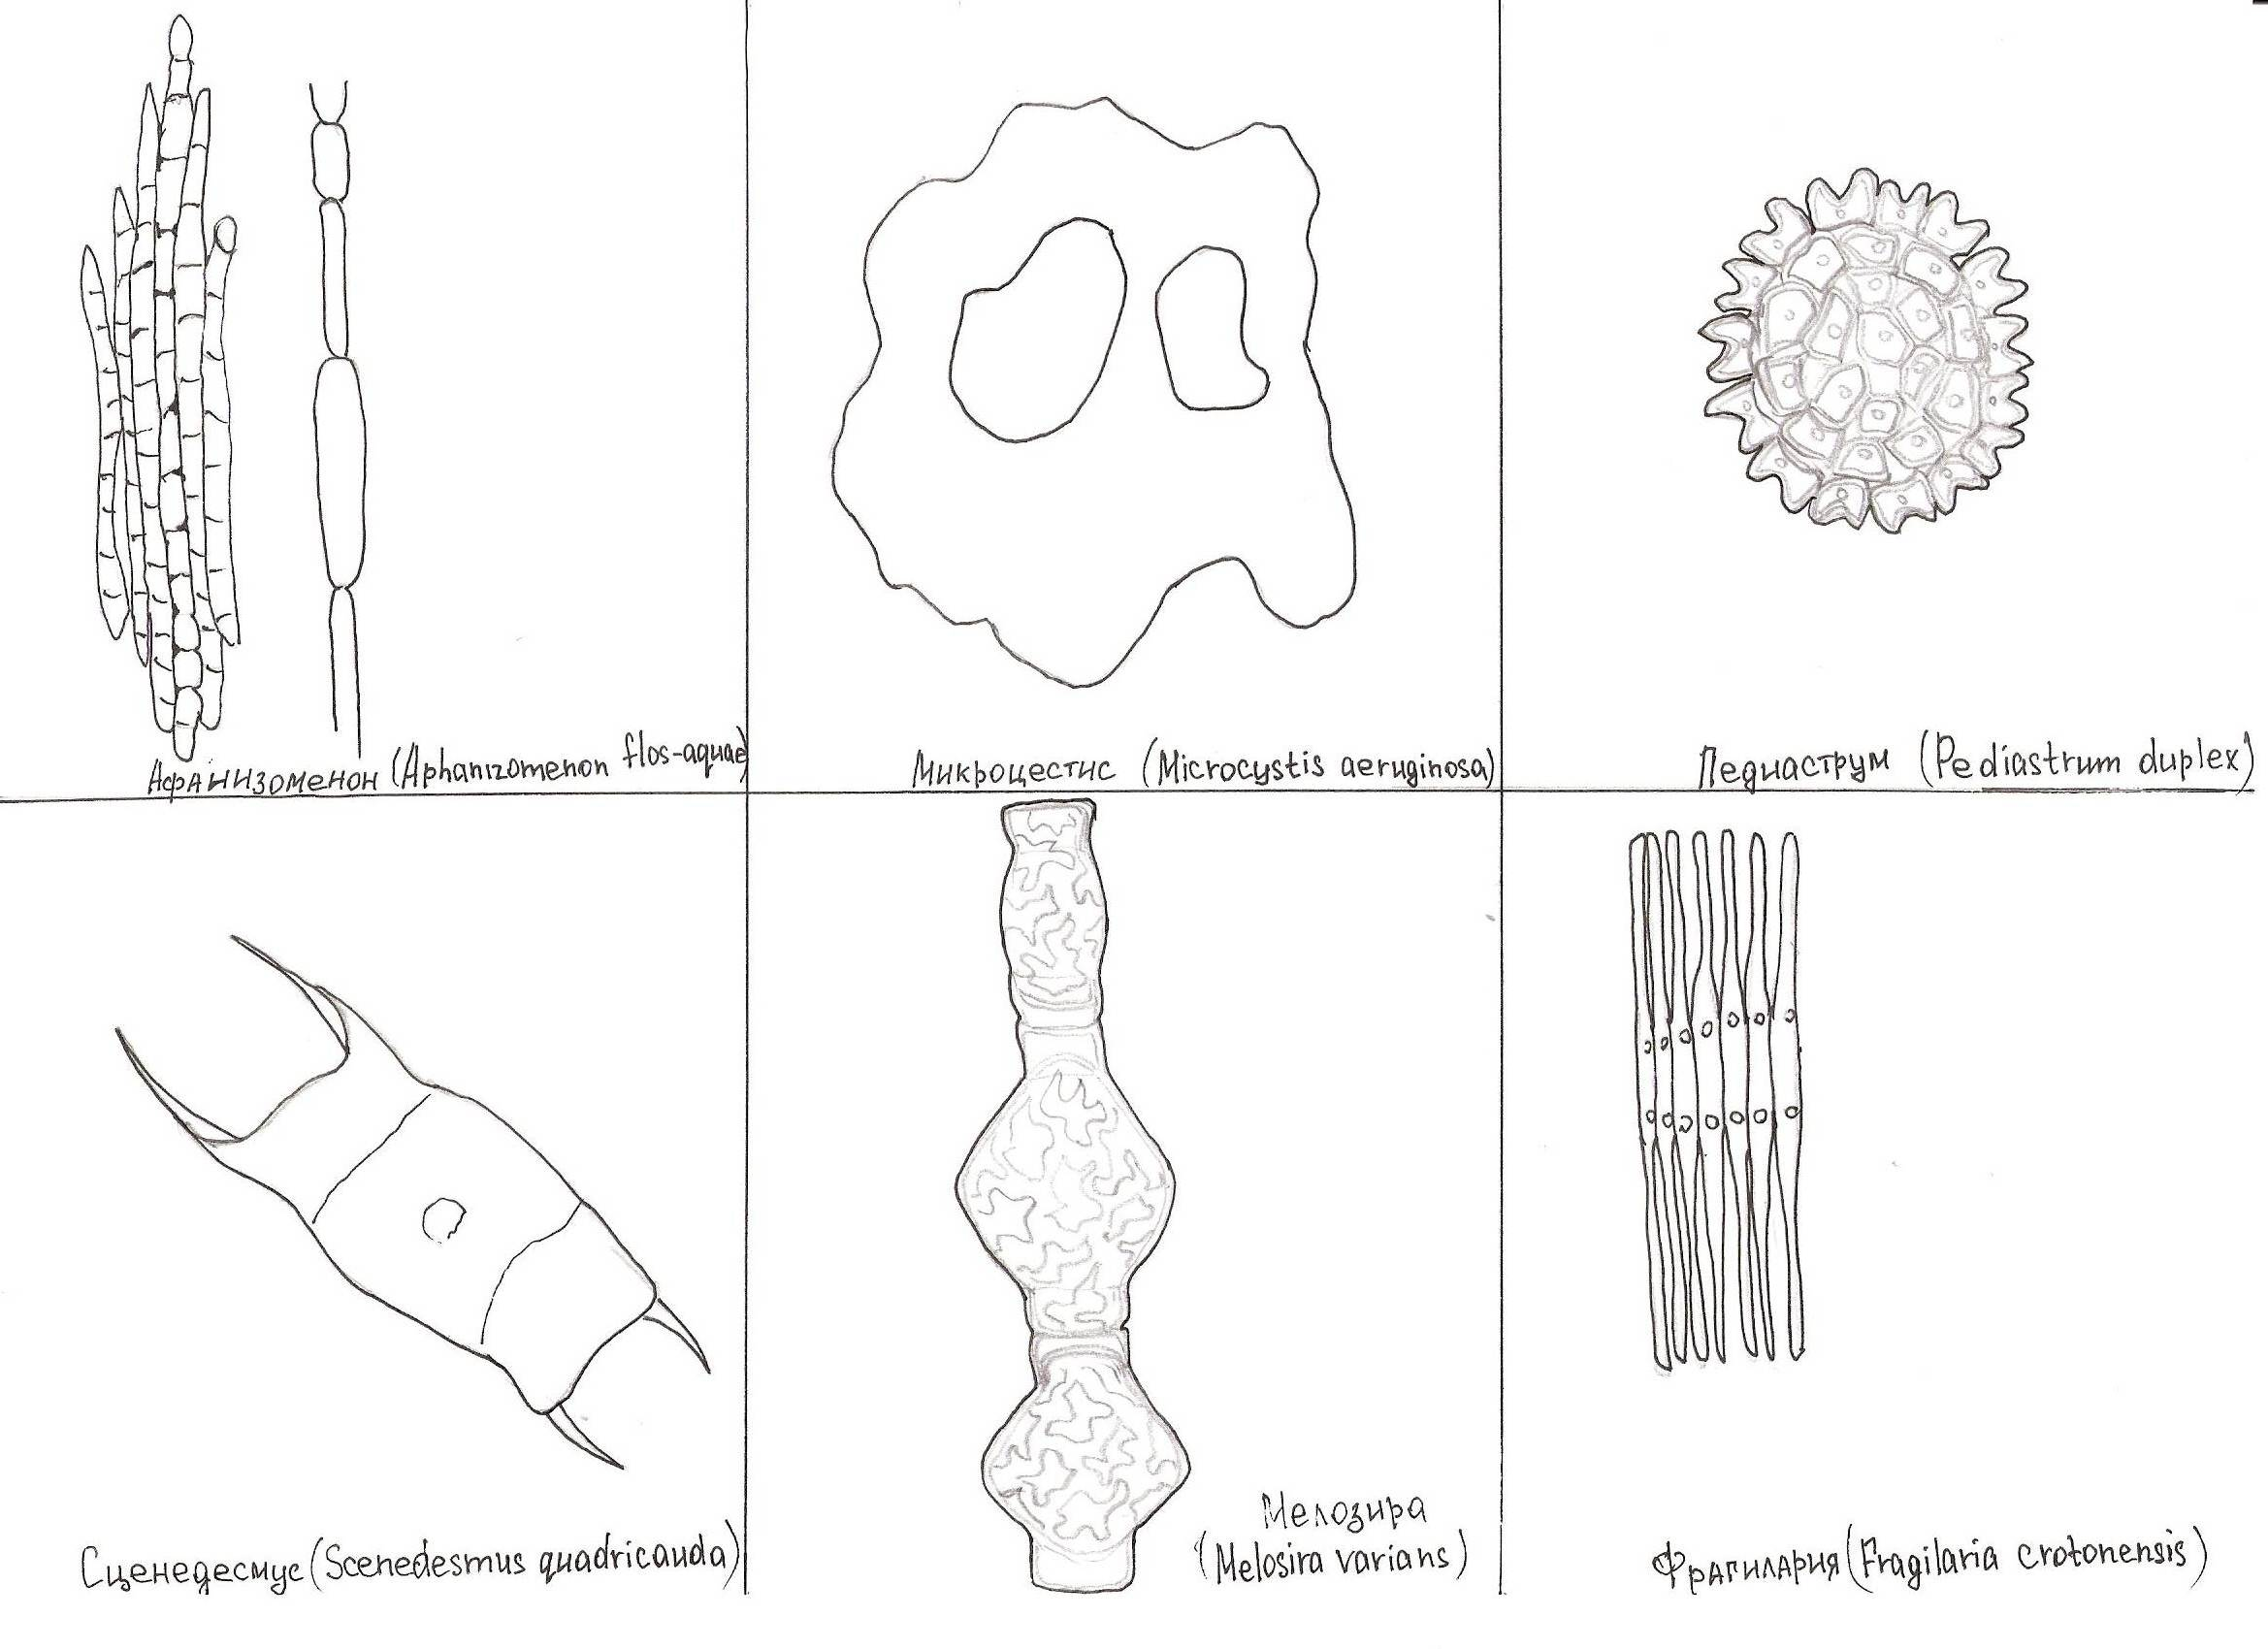 Афанизоменон (Aphanizomenon flos-aquae)
Микроцестис (Microcystis aeruginosa)
Педиаструм (Pediastrum duplex)
Сценедесмус (Scenedesmus quadricauda)
Мелозира
(Melosira varians)
Фрагилария (Fragilaria crotonensis)